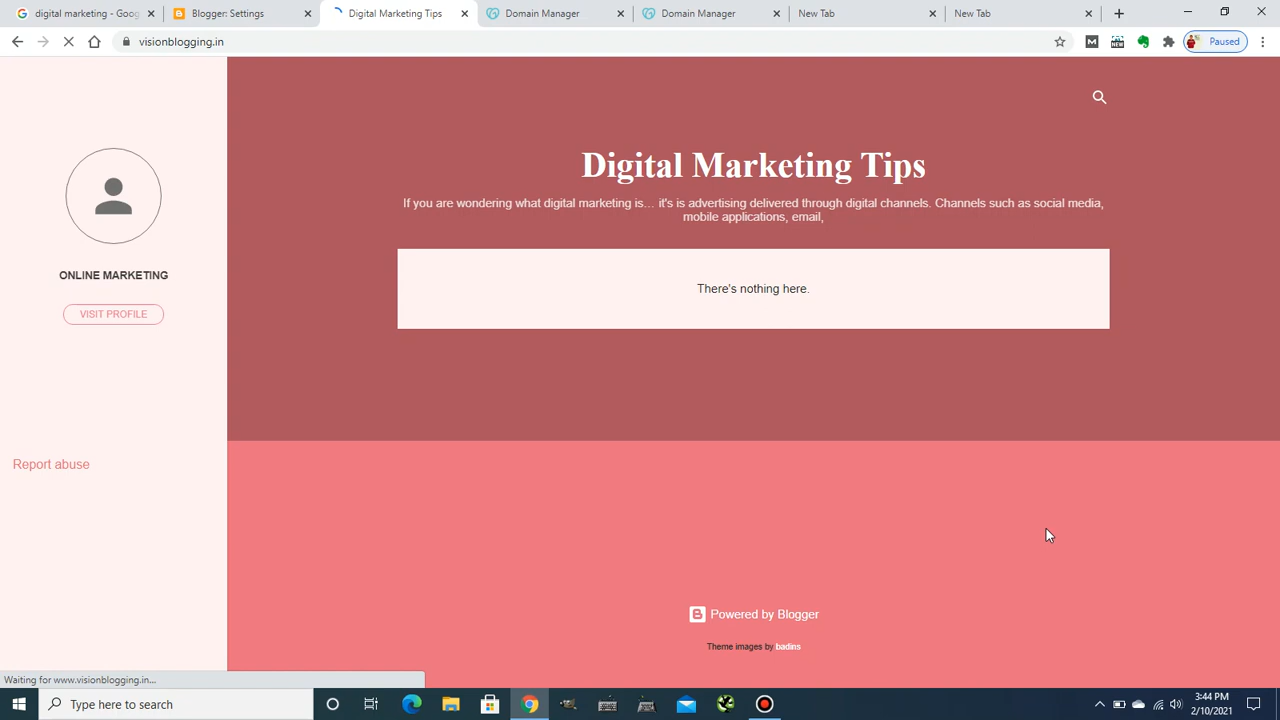 digital marketing - Goog
Blogger: Settings
Digital Marketing Tips
Domain Manager
Domain Manager
New Tab
New Tab
visionblogging.in
M
NEW
Paused
Digital Marketing Tips
If you are wondering what digital marketing is... it's is advertising delivered through digital channels. Channels such as social media,
mobile applications, email,
There's nothing here.
ONLINE MARKETING
VISIT PROFILE
Report abuse
Powered by Blogger
Theme images by badins
Waiting for www.visionblogging.in...
Type here to search
3:44 PM
2/10/2021